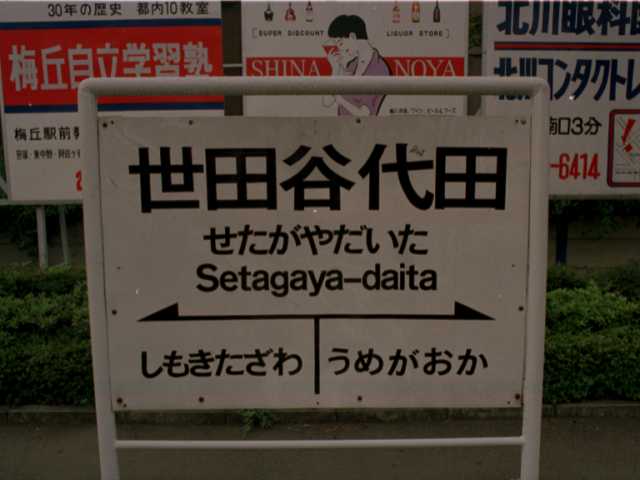 30年の歴史 都内10教室
梅丘自立学習塾
梅丘駅前
SUPER DISCOUNT
LIQUOR STORE
SHINA NOYA
北川眼科
北川コンタクトレ
南口3分
-6474
世田谷代田
せたがやだいた
Setagaya-daita
しもきたざわ
うめがおか